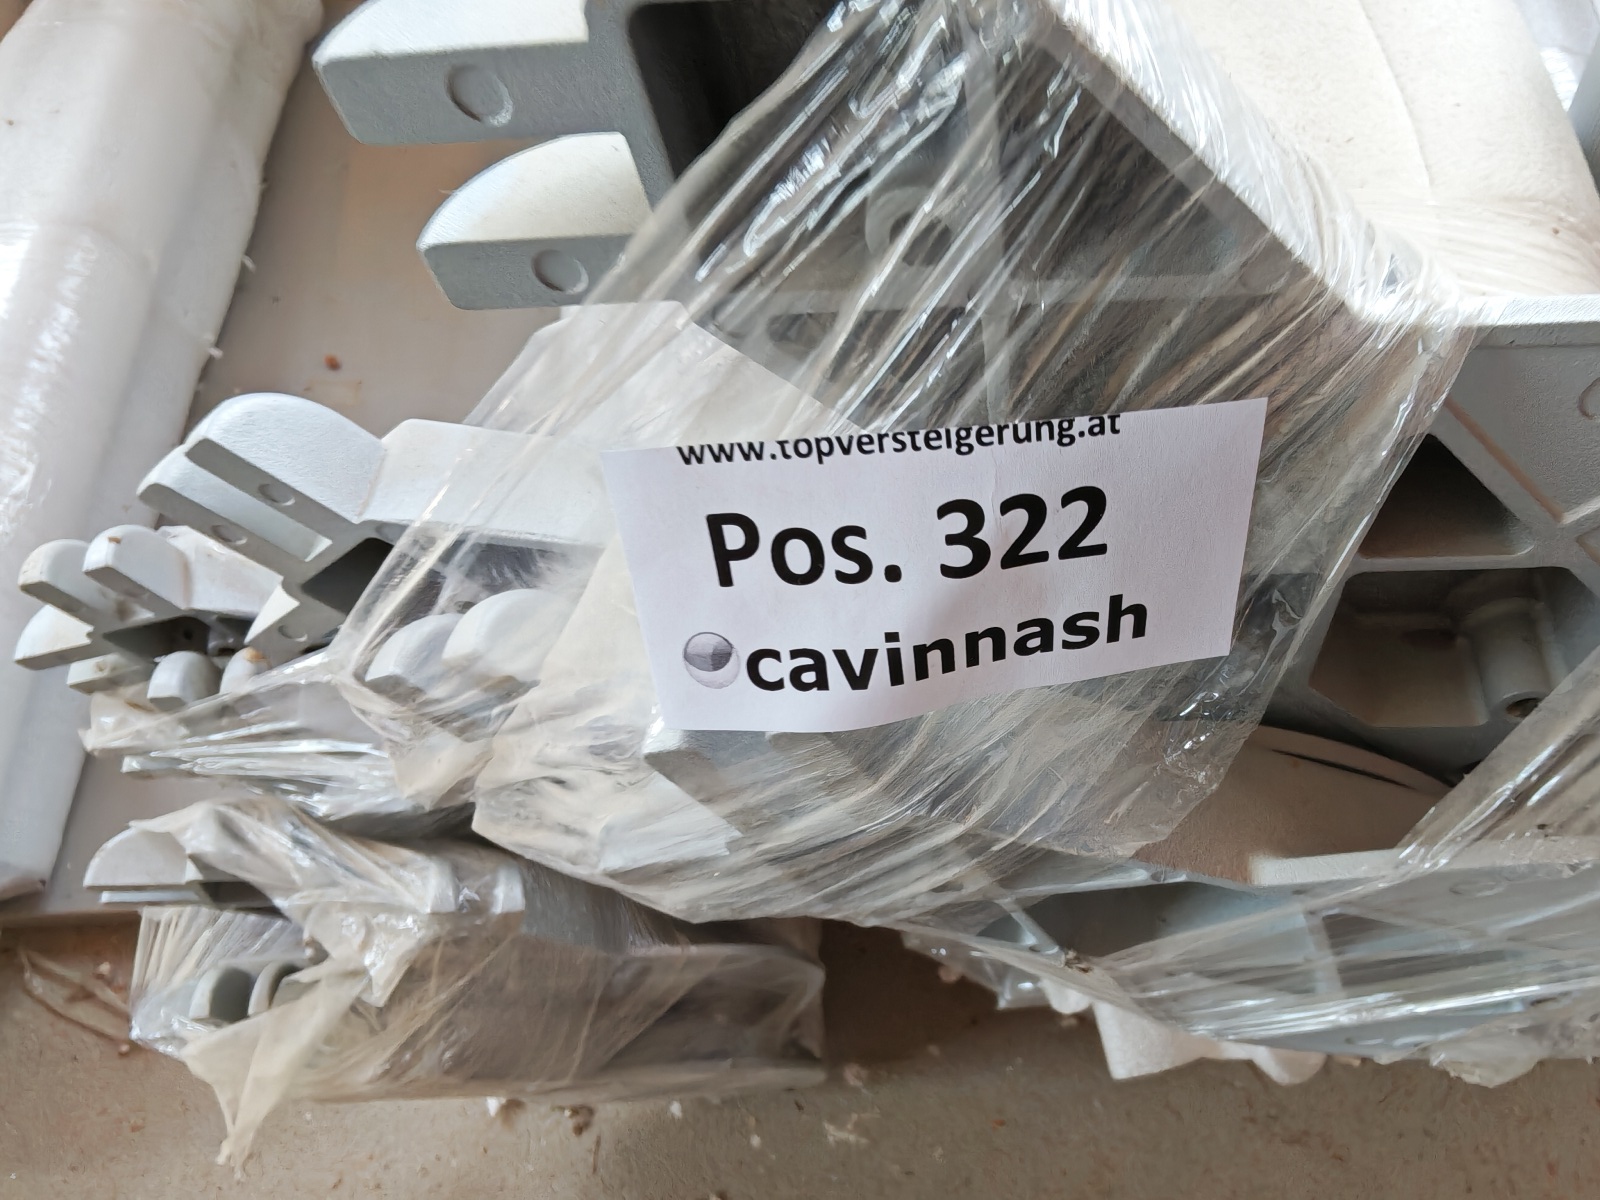 www.topversteigerung.at
Pos. 322
cavinnash